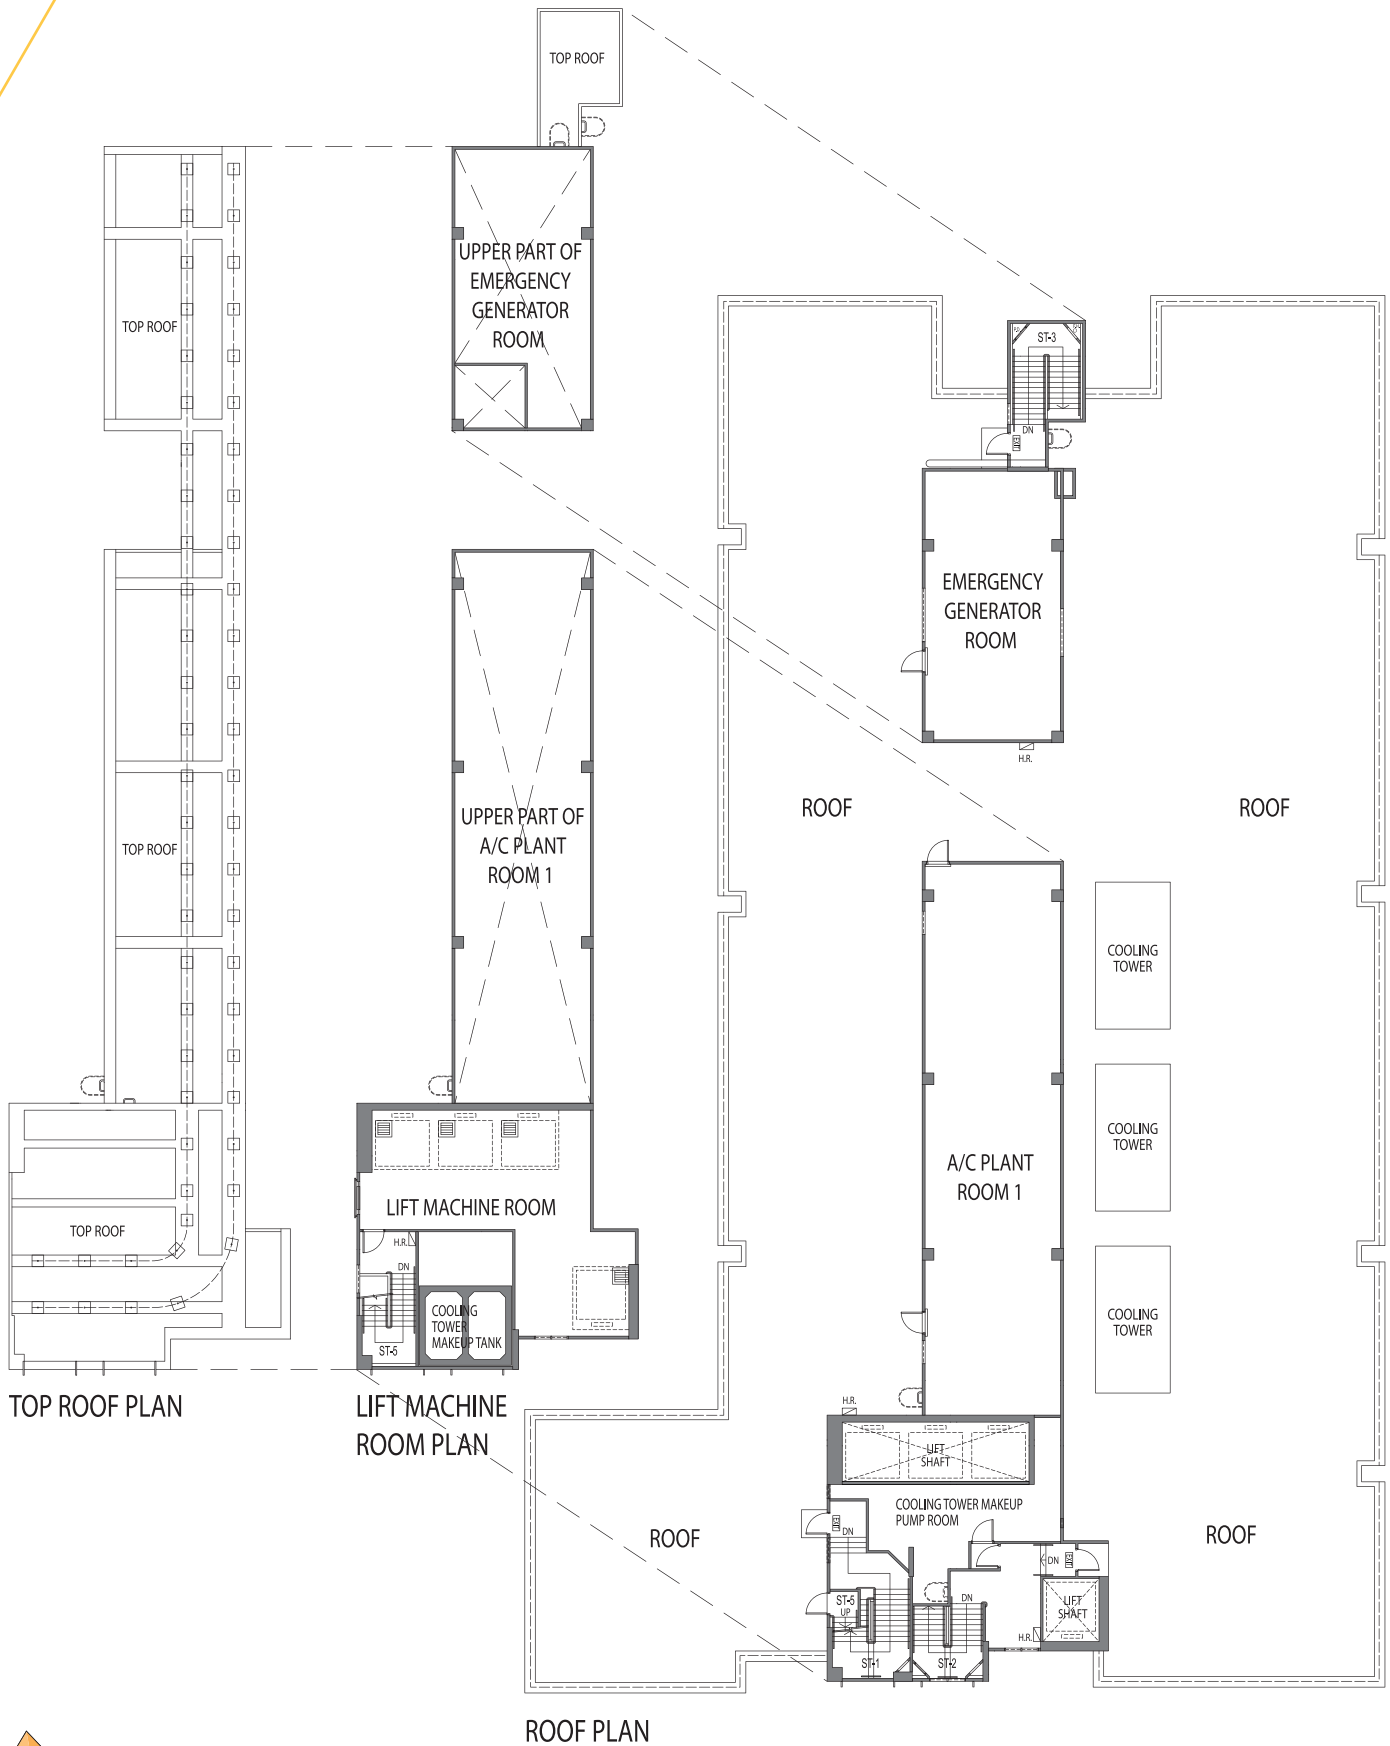 TOP ROOF
UPPER PART OF
EMERGENCY
GENERATOR
ROOM
TOP ROOF
ST-3
DN
EXIT
EMERGENCY
GENERATOR
ROOM
H.R.
ROOF
ROOF
UPPER PART OF
A/C PLANT
ROOM 1
TOP ROOF
COOLING
TOWER
COOLING
TOWER
A/C PLANT
ROOM 1
LIFT MACHINE ROOM
TOP ROOF
H.R.
DN
COOLING
TOWER
MAKEUP TANK
ST-5
COOLING
TOWER
TOP ROOF PLAN
LIFT MACHINE
ROOM PLAN
H.R.
LIFT
SHAFT
COOLING TOWER MAKEUP
PUMP ROOM
EXIT
DN
ROOF
ROOF
DN
EXIT
ST-5
UP
DN
LIFT
SHAFT
H.R.
ST-1
ST-2
ROOF PLAN